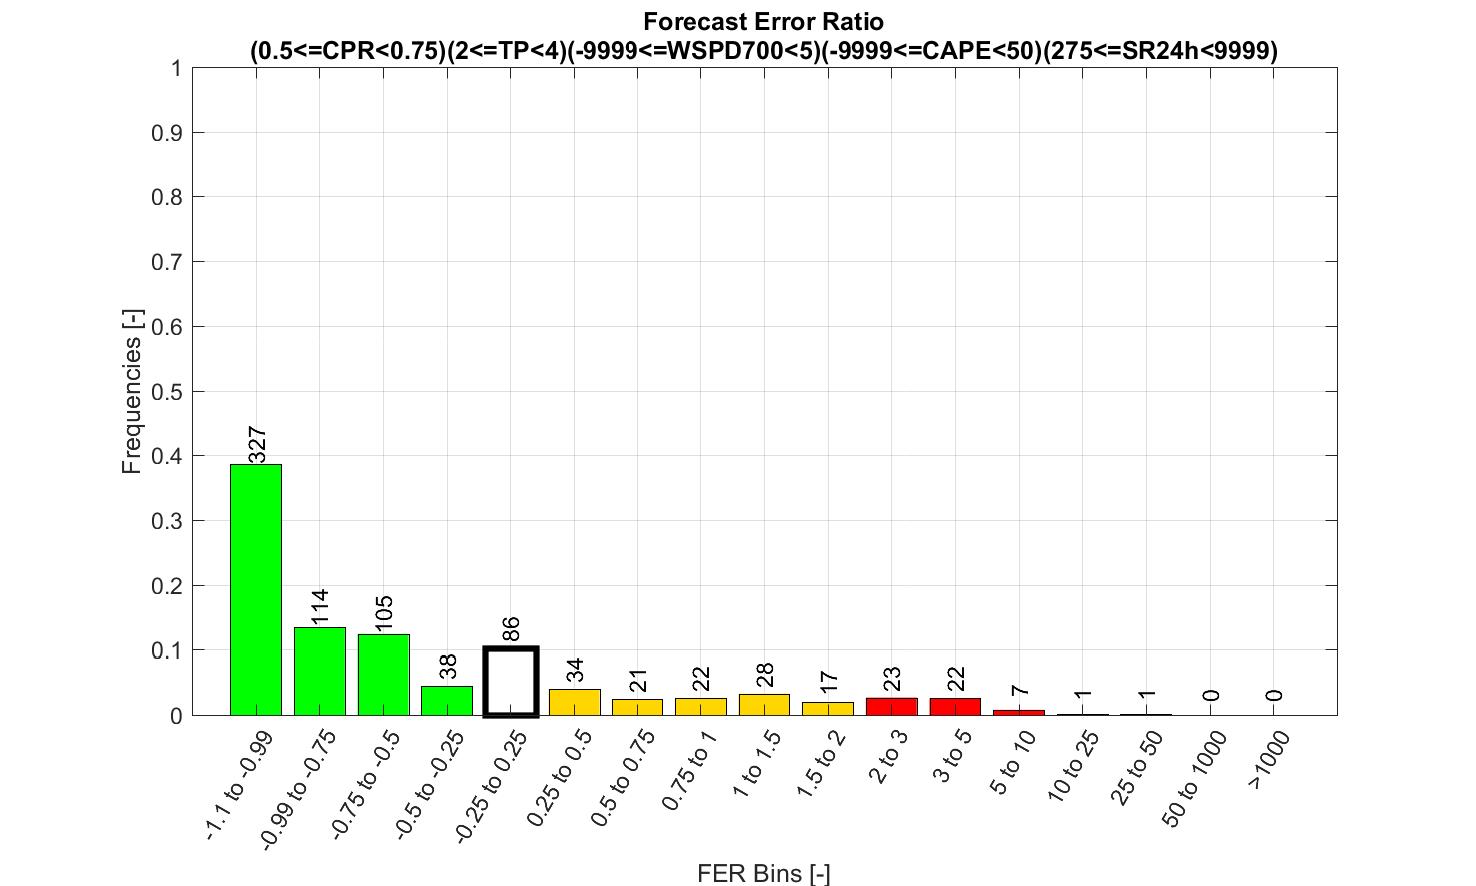 Forecast Error Ratio
(0.5<=CPR<0.75)(2<=TP<4)(-9999<=WSPD700<5)(-9999<=CAPE<50)(275<=SR24h<9999)
1
0.9
0.8
0.7
0.6
0.5
0.4
0.3
0.2
0.1
0
Frequencies [-]
327
114
105
38
86
34
21
22
28
17
23
22
7
1
1
0
0
-1.1 to -0.99
-0.99 to -0.75
-0.75 to -0.5
-0.5 to -0.25
-0.25 to 0.25
0.25 to 0.5
0.5 to 0.75
0.75 to 1
1 to 1.5
1.5 to 2
2 to 3
3 to 5
5 to 10
10 to 25
25 to 50
50 to 1000
>1000
FER Bins [-]